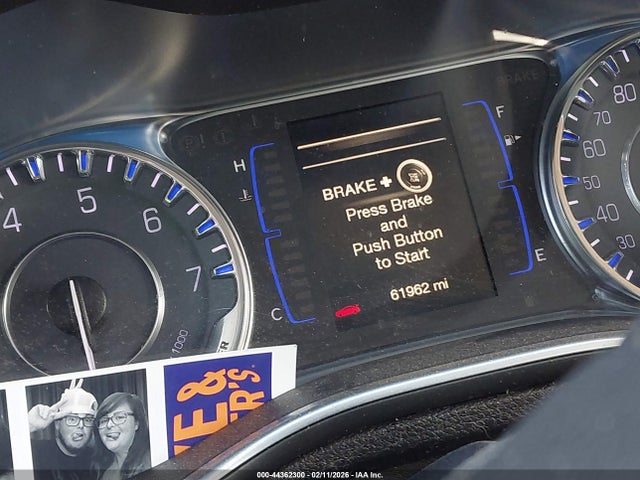 BRAKE
F
H
80
70
60
50
40
30
4
5
6
7
BRAKE +
Press Brake
and
Push Button
to Start
61962 mi
E
C
000-44362300 - 02/11/2026 - IAA Inc.